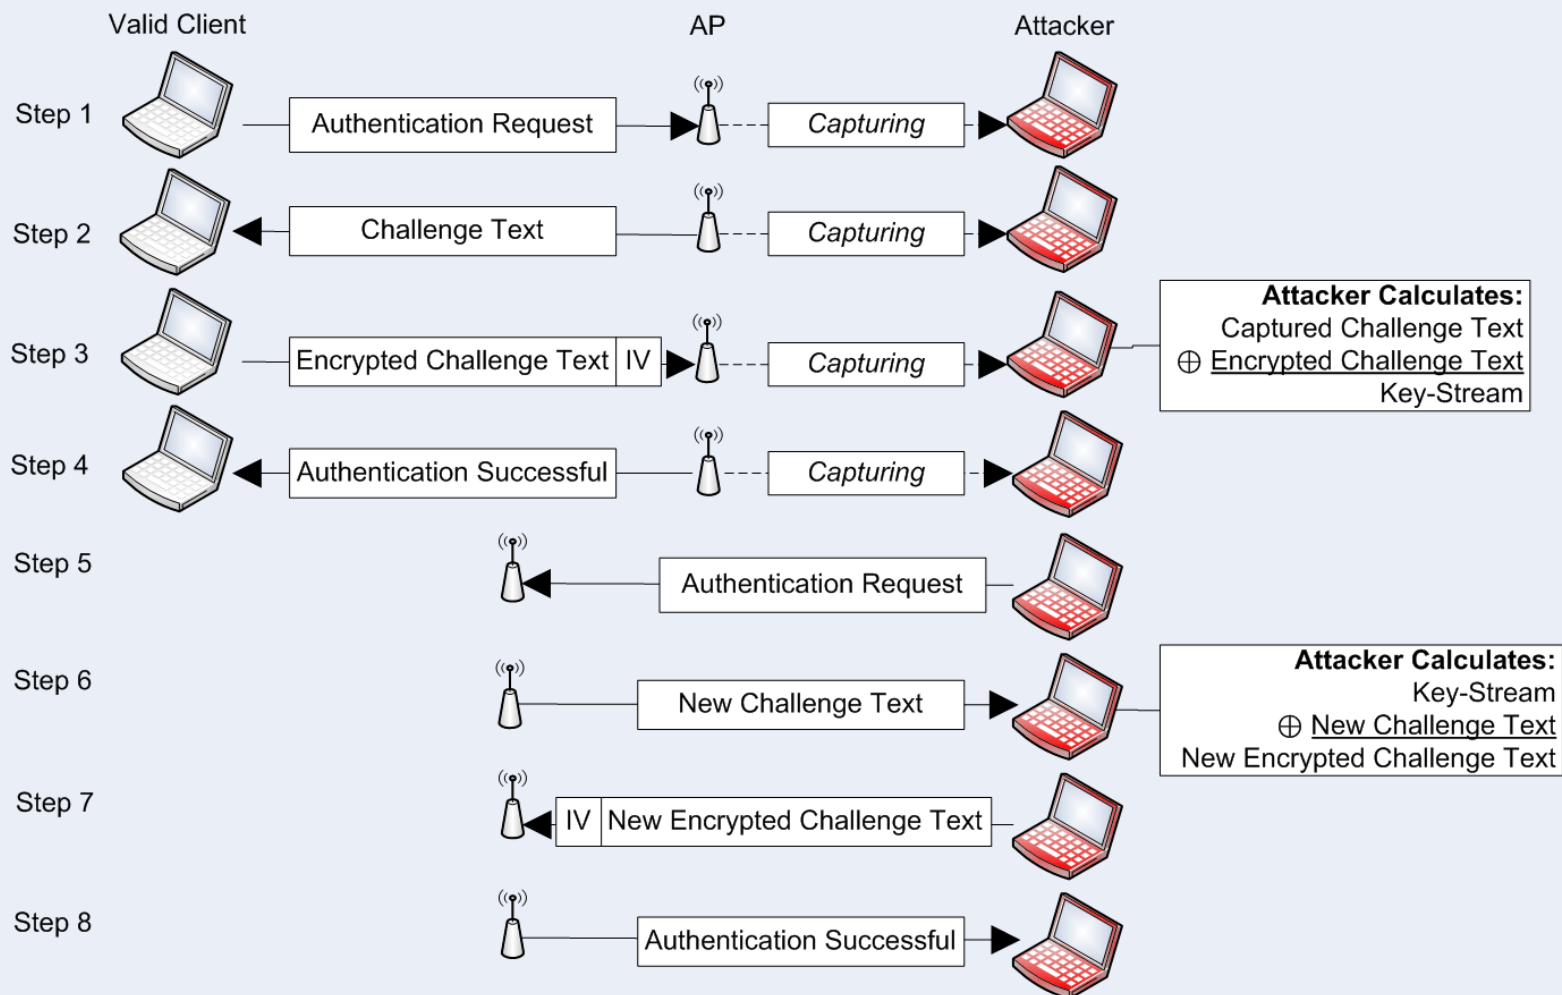 Valid Client AP Attacker
Step 1 Authentication Request Capturing
Step 2 Challenge Text Capturing
Step 3 Encrypted Challenge Text IV Capturing
Attacker Calculates:
Captured Challenge Text
⊕ Encrypted Challenge Text
Key-Stream
Step 4 Authentication Successful Capturing
Step 5 Authentication Request
Step 6 New Challenge Text
Attacker Calculates:
Key-Stream
⊕ New Challenge Text
New Encrypted Challenge Text
Step 7 IV New Encrypted Challenge Text
Step 8 Authentication Successful